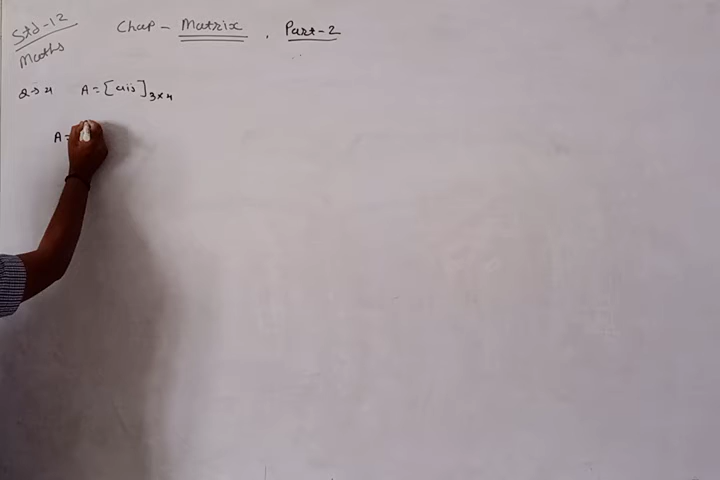 Std-12 Chap - Matrix . Part-2
Maths
Q→4 A = [aij]3×4
A =